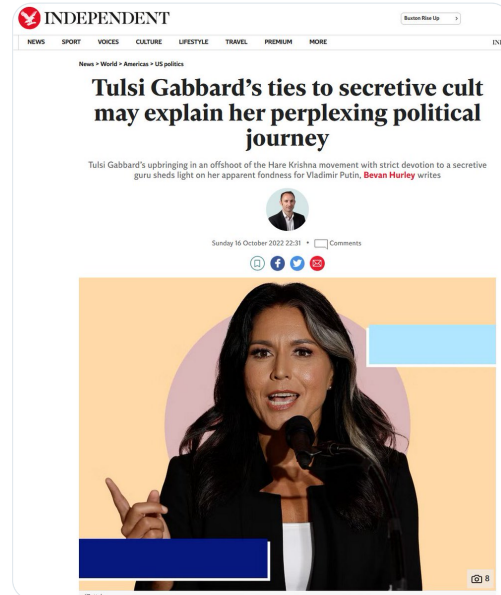 INDEPENDENT
Buxton Rise Up >
NEWS SPORT VOICES CULTURE LIFESTYLE TRAVEL PREMIUM MORE
News > World > Americas > US politics
Tulsi Gabbard's ties to secretive cult
may explain her perplexing political
journey
Tulsi Gabbard's upbringing in an offshoot of the Hare Krishna movement with strict devotion to a secretive
guru sheds light on her apparent fondness for Vladimir Putin, Bevan Hurley writes
Sunday 16 October 2022 22:31 • Comments
8